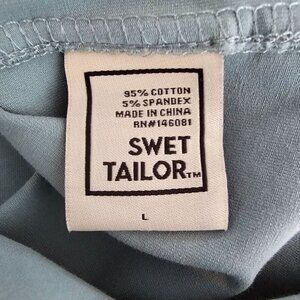 95% COTTON
5% SPANDEX
MADE IN CHINA
RN#146081
SWET
TAILOR™
L